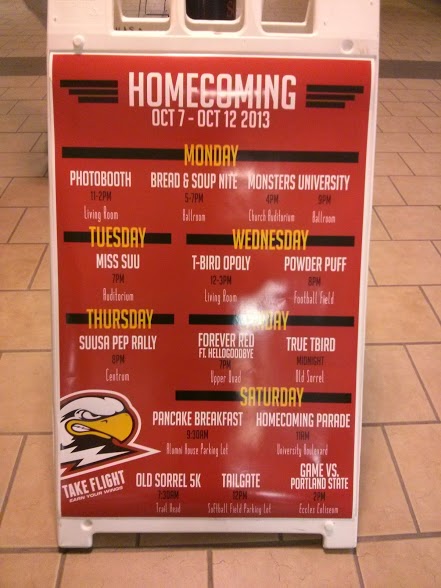 HOMECOMING
OCT 7 - OCT 12 2013
MONDAY
PHOTOBOOTH
11-2PM
Living Room
BREAD & SOUP NITE
5-7PM
Ballroom
MONSTERS UNIVERSITY
4PM
Church Auditorium
9PM
Ballroom
TUESDAY
MISS SUU
7PM
Auditorium
WEDNESDAY
T-BIRD OPOLY
12-3PM
Living Room
POWDER PUFF
8PM
Football Field
THURSDAY
SUUSA PEP RALLY
8PM
Centrum
FOREVER RED
FT. HELLOGOODBYE
7PM
Upper Quad
TRUE TBIRD
MIDNIGHT
Old Sorrel
SATURDAY
PANCAKE BREAKFAST
9:30AM
Alumni House Parking Lot
HOMECOMING PARADE
11AM
University Boulevard
TAKE FLIGHT
EARN YOUR WINGS
OLD SORREL 5K
7:30AM
Trail Head
TAILGATE
12PM
Softball Field Parking Lot
GAME VS.
PORTLAND STATE
2PM
Eccles Coliseum